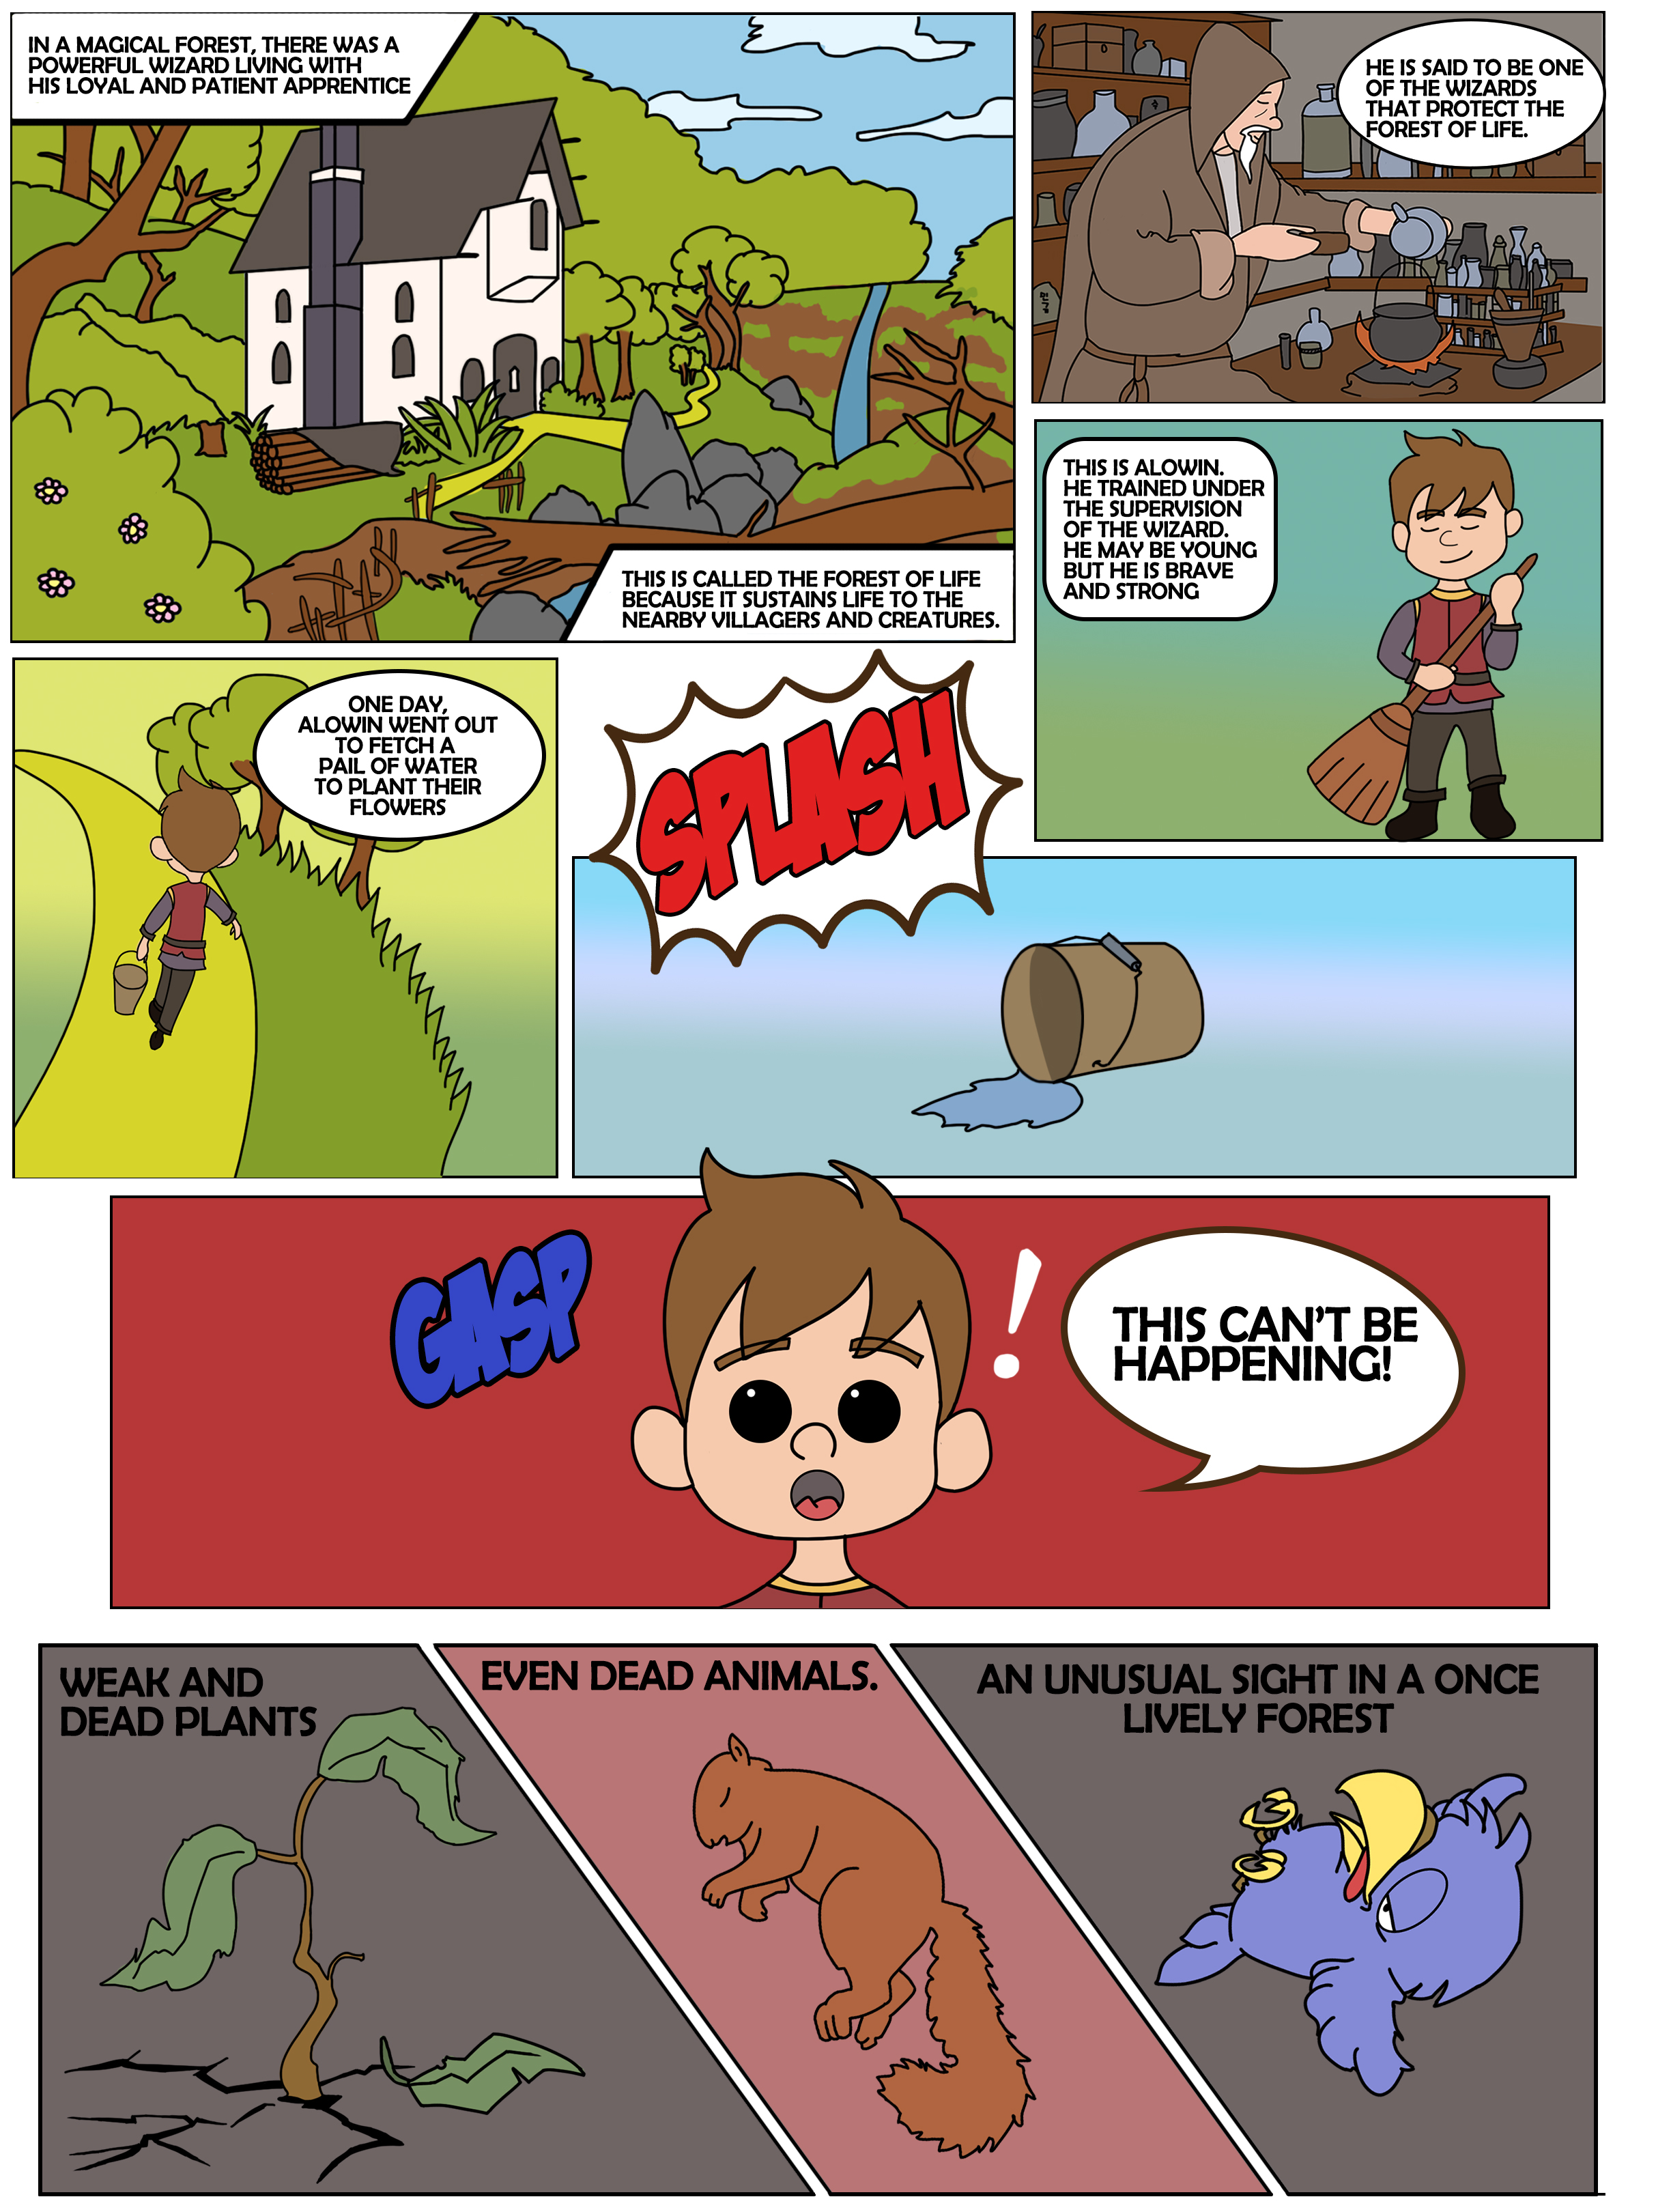 IN A MAGICAL FOREST, THERE WAS A
POWERFUL WIZARD LIVING WITH
HIS LOYAL AND PATIENT APPRENTICE
THIS IS CALLED THE FOREST OF LIFE
BECAUSE IT SUSTAINS LIFE TO THE
NEARBY VILLAGERS AND CREATURES.
HE IS SAID TO BE ONE
OF THE WIZARDS
THAT PROTECT THE
FOREST OF LIFE.
THIS IS ALOWIN.
HE TRAINED UNDER
THE SUPERVISION
OF THE WIZARD.
HE MAY BE YOUNG
BUT HE IS BRAVE
AND STRONG
ONE DAY,
ALOWIN WENT OUT
TO FETCH A
PAIL OF WATER
TO PLANT THEIR
FLOWERS
SPLASH
GASP
!
THIS CAN'T BE
HAPPENING!
WEAK AND
DEAD PLANTS
EVEN DEAD ANIMALS.
AN UNUSUAL SIGHT IN A ONCE
LIVELY FOREST